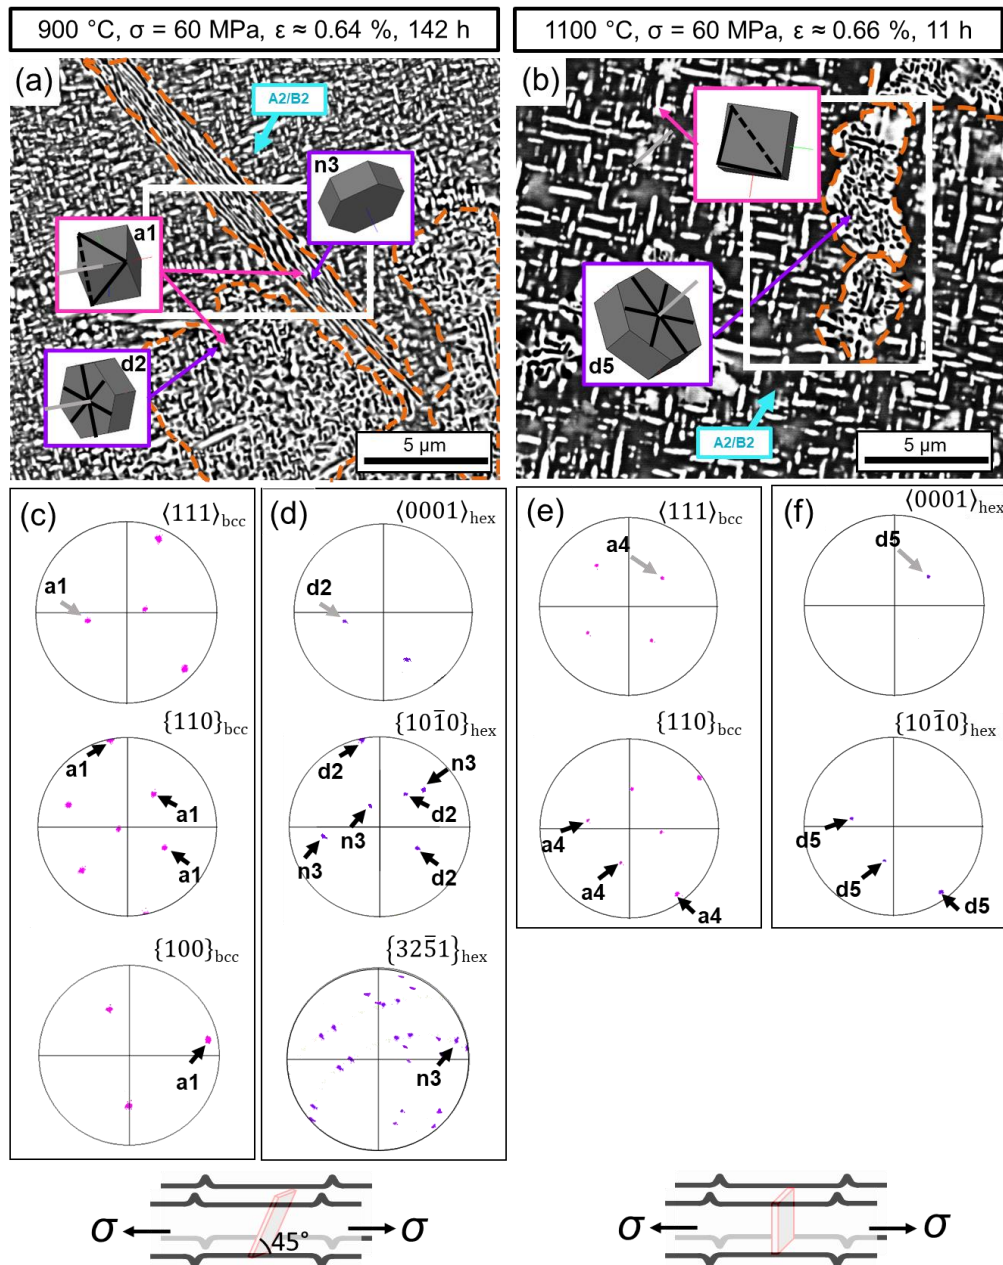 900 °C, σ = 60 MPa, ε ≈ 0.64 %, 142 h
1100 °C, σ = 60 MPa, ε ≈ 0.66 %, 11 h
(a)
A2/B2
n3
a1
d2
5 µm
(b)
d5
A2/B2
5 µm
(c)
⟨111⟩bcc
a1
{110}bcc
a1
a1
a1
{100}bcc
a1
(d)
⟨0001⟩hex
d2
{101̅0}hex
d2
n3
d2
n3
n3
d2
{325̅1}hex
n3
(e)
⟨111⟩bcc
a4
{110}bcc
a4
a4
a4
(f)
⟨0001⟩hex
d5
{101̅0}hex
d5
d5
d5
σ
45°
σ
σ
σ